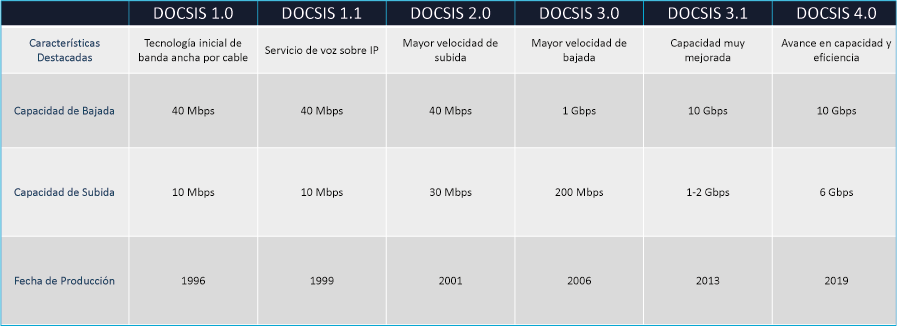 DOCSIS 1.0 DOCSIS 1.1 DOCSIS 2.0 DOCSIS 3.0 DOCSIS 3.1 DOCSIS 4.0
Características Destacadas Tecnología inicial de banda ancha por cable Servicio de voz sobre IP Mayor velocidad de subida Mayor velocidad de bajada Capacidad muy mejorada Avance en capacidad y eficiencia
Capacidad de Bajada 40 Mbps 40 Mbps 40 Mbps 1 Gbps 10 Gbps 10 Gbps
Capacidad de Subida 10 Mbps 10 Mbps 30 Mbps 200 Mbps 1-2 Gbps 6 Gbps
Fecha de Producción 1996 1999 2001 2006 2013 2019